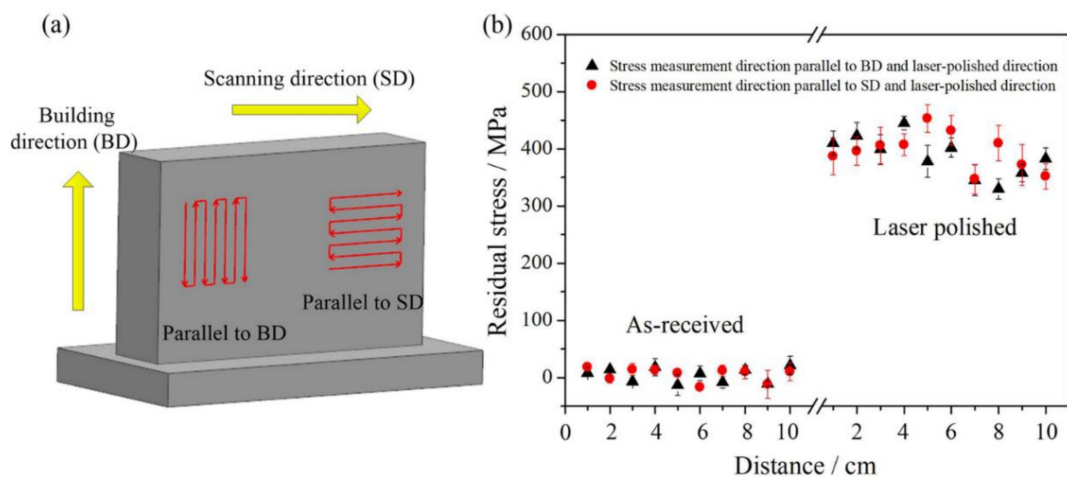 (a)
Scanning direction (SD)
Building
direction (BD)
Parallel to BD
Parallel to SD
(b)
Stress measurement direction parallel to BD and laser-polished direction
Stress measurement direction parallel to SD and laser-polished direction
600
500
400
300
200
100
0
Residual stress / MPa
As-received
Laser polished
0 2 4 6 8 10 2 4 6 8 10
Distance / cm